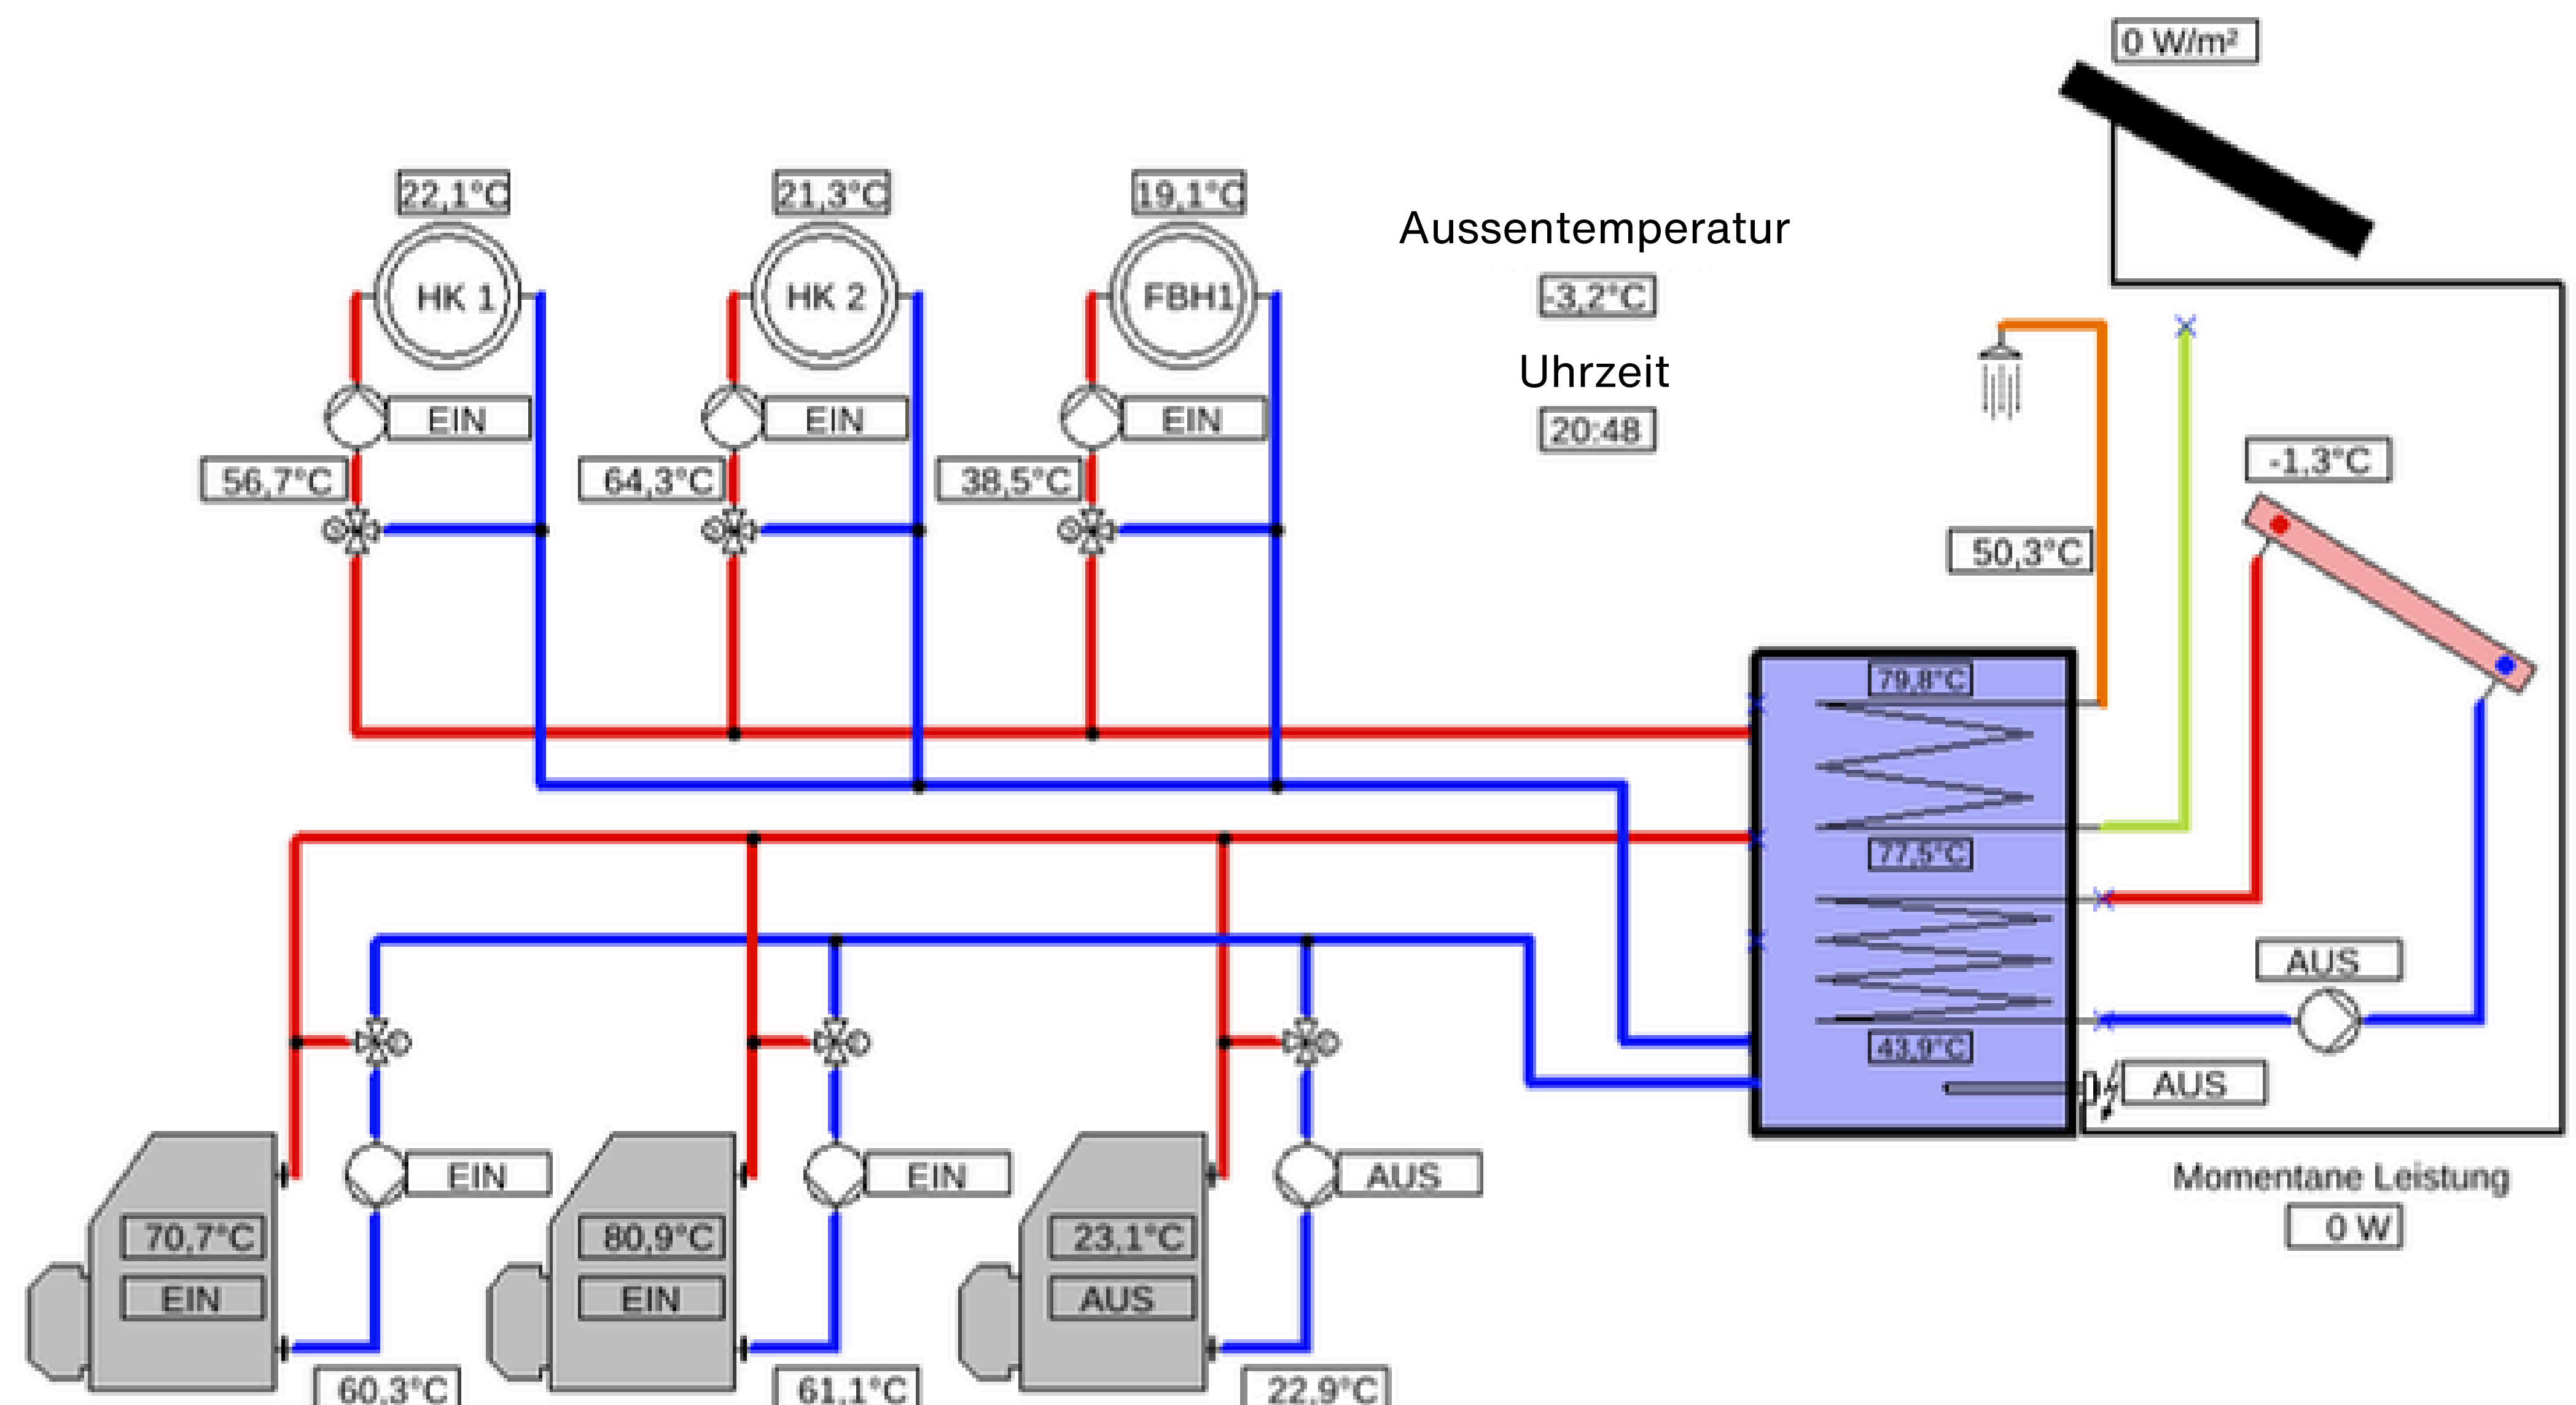 0 W/m²
22,1°C
21,3°C
19,1°C
Aussentemperatur
HK 1
HK 2
FBH1
-3,2°C
Uhrzeit
EIN
EIN
EIN
20:48
-1,3°C
56,7°C
64,3°C
38,5°C
50,3°C
79,8°C
77,5°C
AUS
43,9°C
AUS
EIN
EIN
AUS
Momentane Leistung
70,7°C
80,9°C
23,1°C
0 W
EIN
EIN
AUS
60,3°C
61,1°C
22,9°C